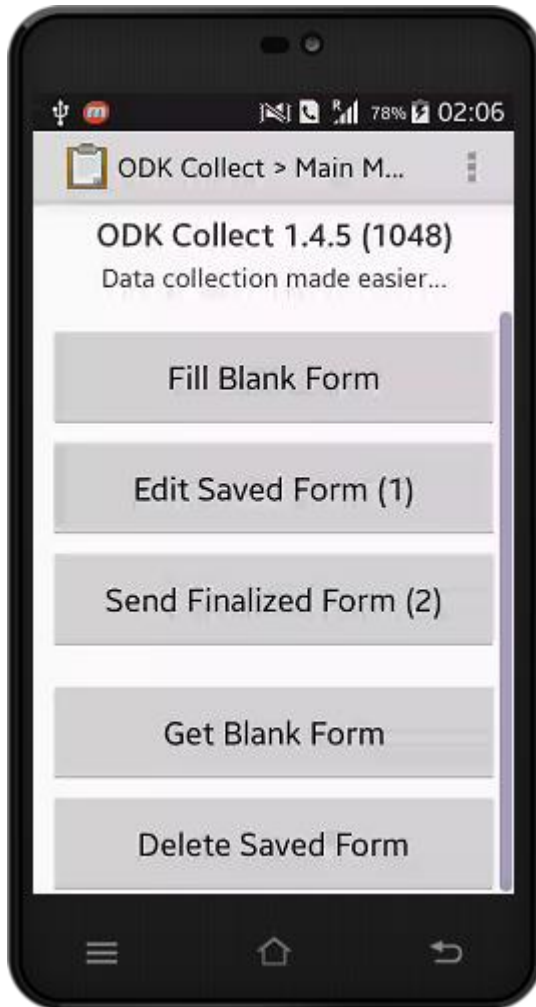 78% 02:06
ODK Collect > Main M...
ODK Collect 1.4.5 (1048)
Data collection made easier...
Fill Blank Form
Edit Saved Form (1)
Send Finalized Form (2)
Get Blank Form
Delete Saved Form